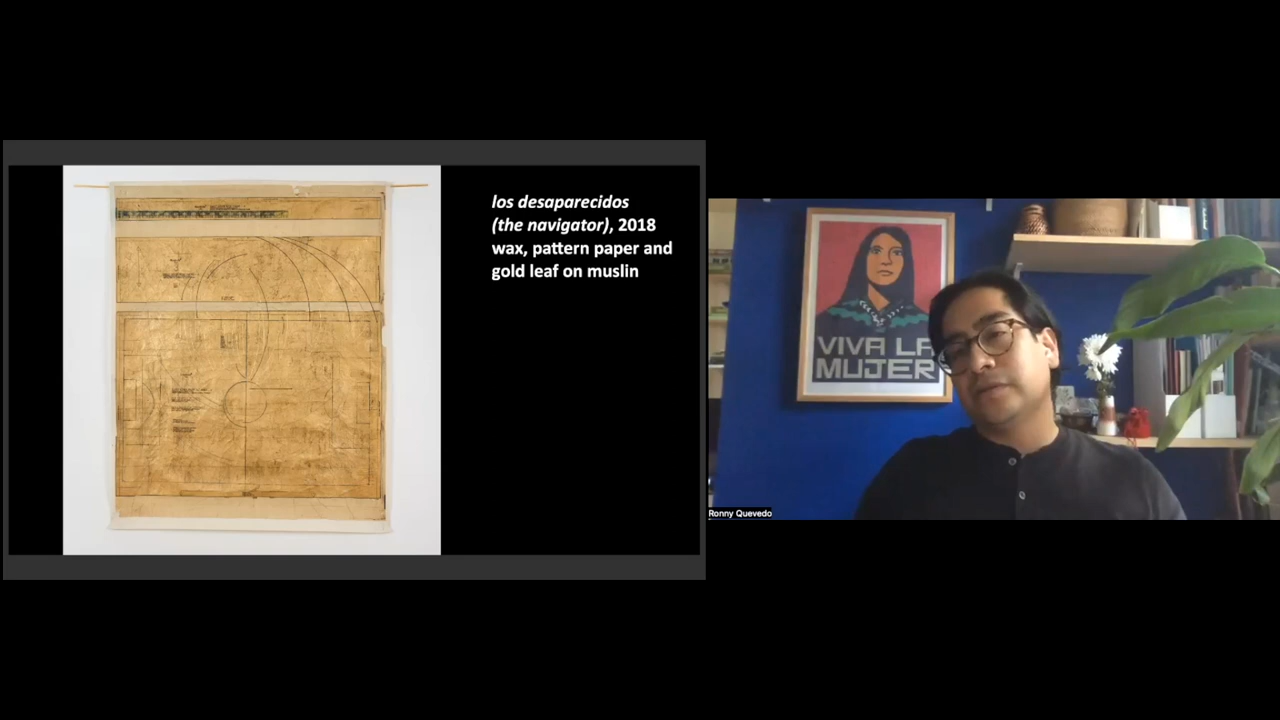 los desaparecidos
(the navigator), 2018
wax, pattern paper and
gold leaf on muslin
VIVA LA
MUJER
Ronny Quevedo